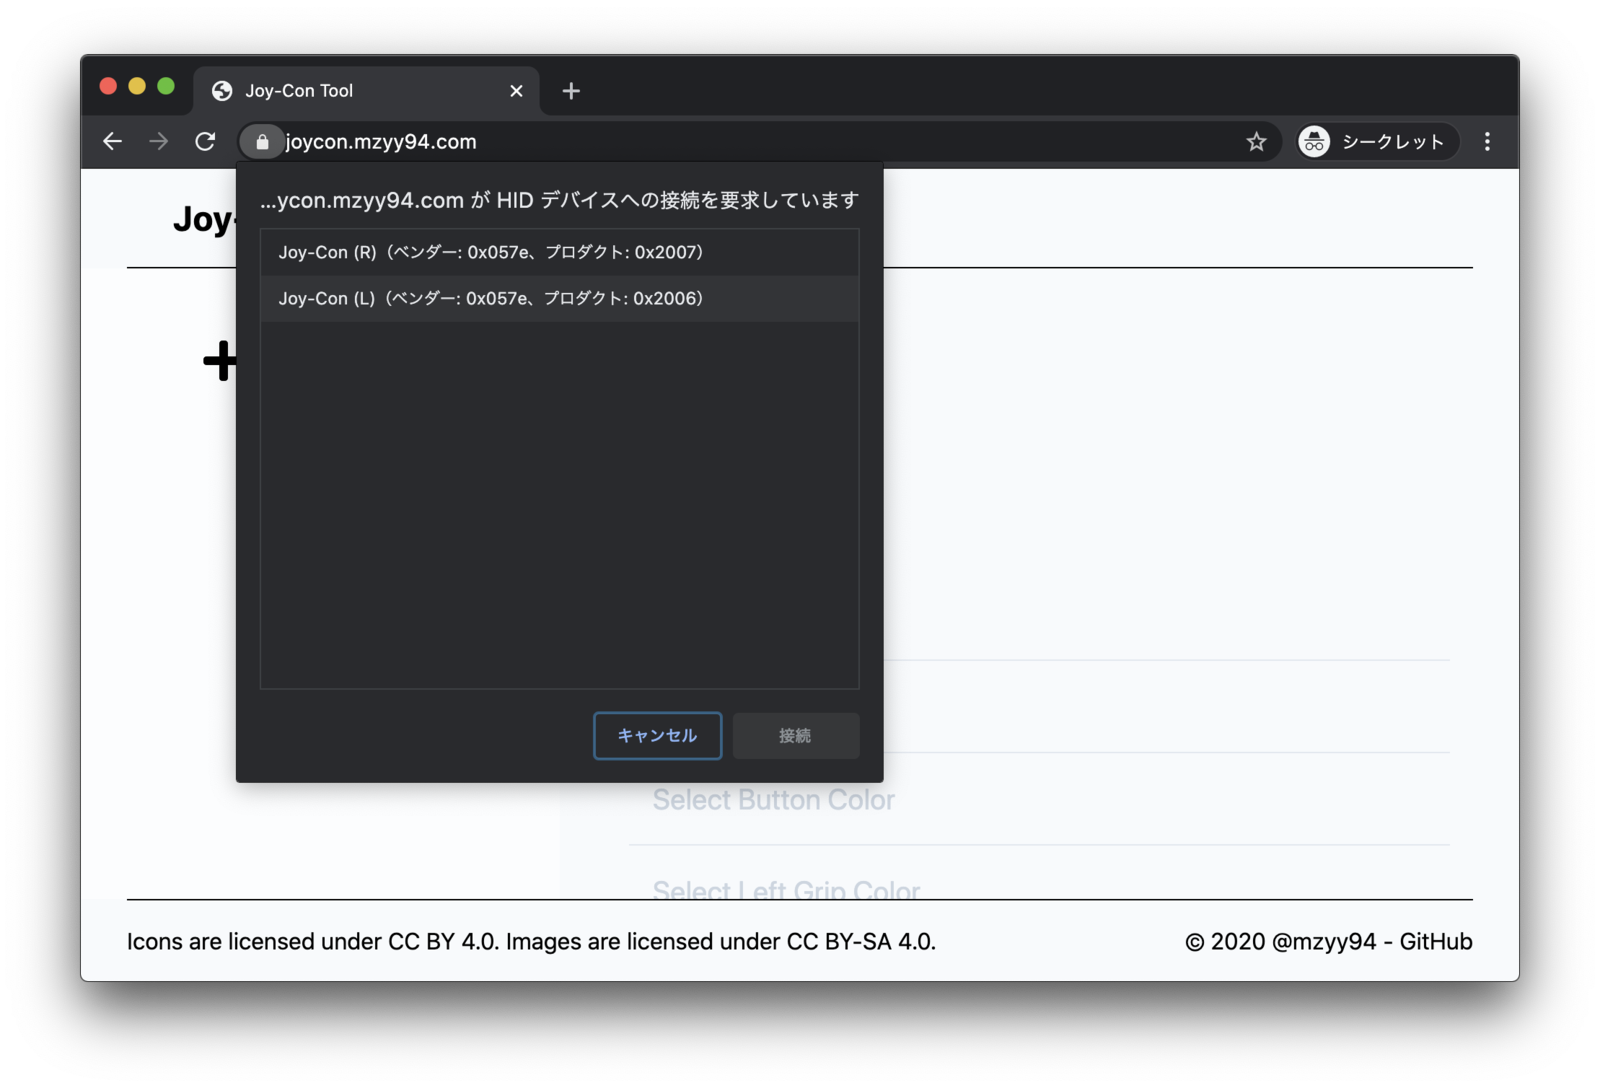 Joy-Con Tool
joycon.mzyy94.com
シークレット
Joy-
...ycon.mzyy94.com が HID デバイスへの接続を要求しています
Joy-Con (R)（ベンダー: 0x057e、プロダクト: 0x2007）
Joy-Con (L)（ベンダー: 0x057e、プロダクト: 0x2006）
キャンセル
接続
Select Button Color
Select Left Grip Color
Icons are licensed under CC BY 4.0. Images are licensed under CC BY-SA 4.0.
© 2020 @mzyy94 - GitHub